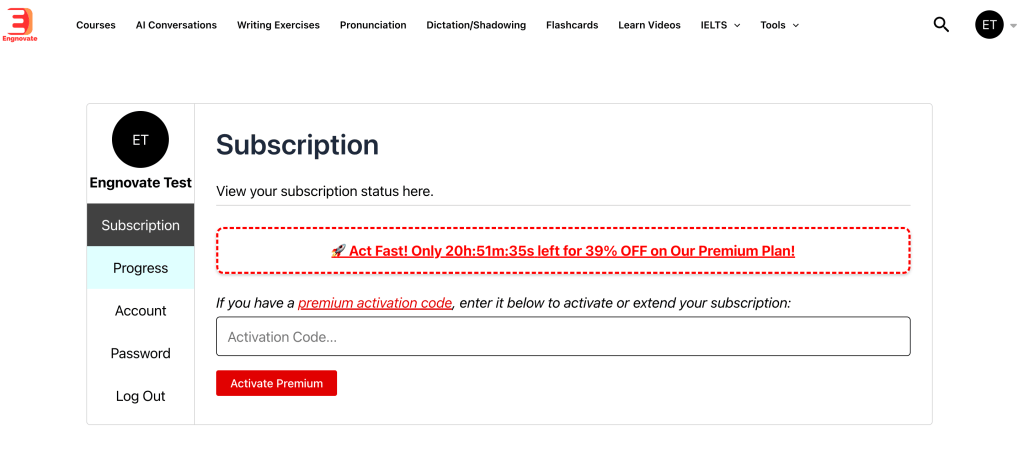 Engnovate
Courses
AI Conversations
Writing Exercises
Pronunciation
Dictation/Shadowing
Flashcards
Learn Videos
IELTS
Tools
ET
ET
Engnovate Test
Subscription
Progress
Account
Password
Log Out
Subscription
View your subscription status here.
🚀 Act Fast! Only 20h:51m:35s left for 39% OFF on Our Premium Plan!
If you have a premium activation code, enter it below to activate or extend your subscription:
Activation Code...
Activate Premium